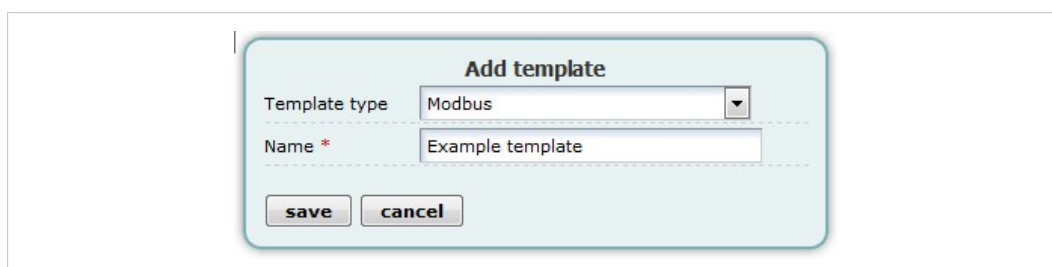 Add template
Template type Modbus
Name * Example template
save cancel